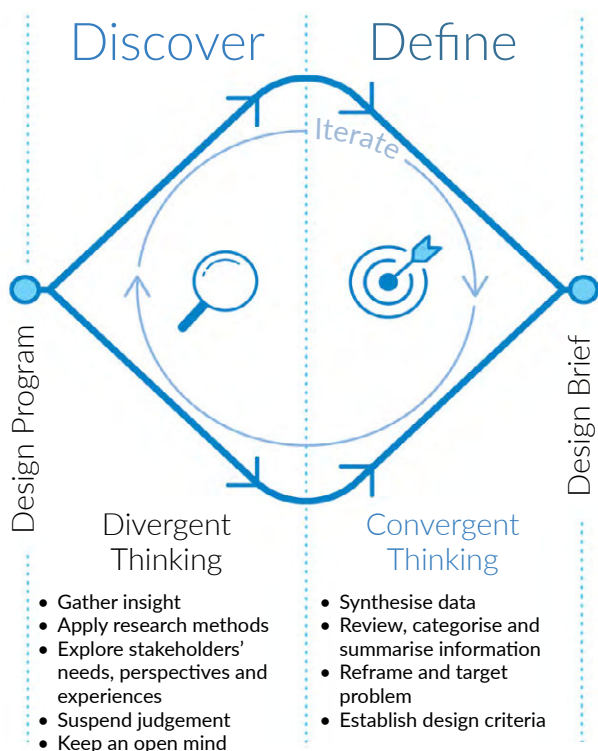 Discover
Define
Iterate
Design Program
Design Brief
Divergent
Thinking
• Gather insight
• Apply research methods
• Explore stakeholders’
needs, perspectives and
experiences
• Suspend judgement
• Keep an open mind
Convergent
Thinking
• Synthesise data
• Review, categorise and
summarise information
• Reframe and target
problem
• Establish design criteria